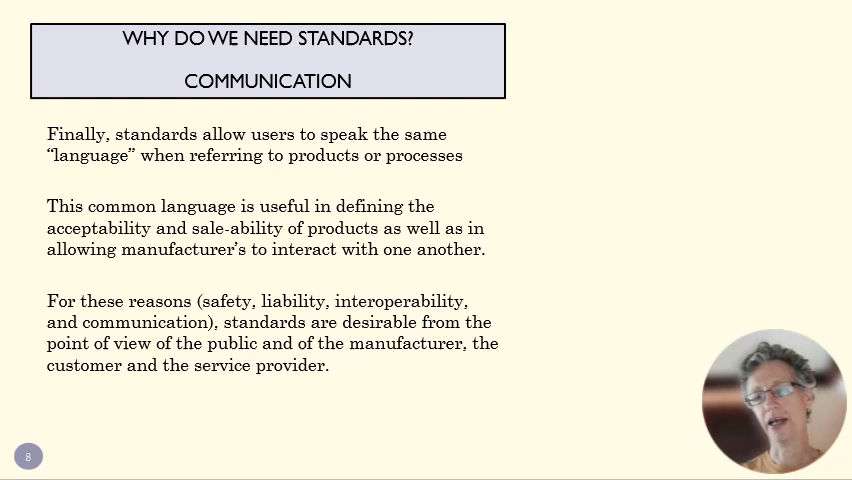 WHY DO WE NEED STANDARDS?
COMMUNICATION
Finally, standards allow users to speak the same
“language” when referring to products or processes
This common language is useful in defining the
acceptability and sale-ability of products as well as in
allowing manufacturer’s to interact with one another.
For these reasons (safety, liability, interoperability,
and communication), standards are desirable from the
point of view of the public and of the manufacturer, the
customer and the service provider.
8